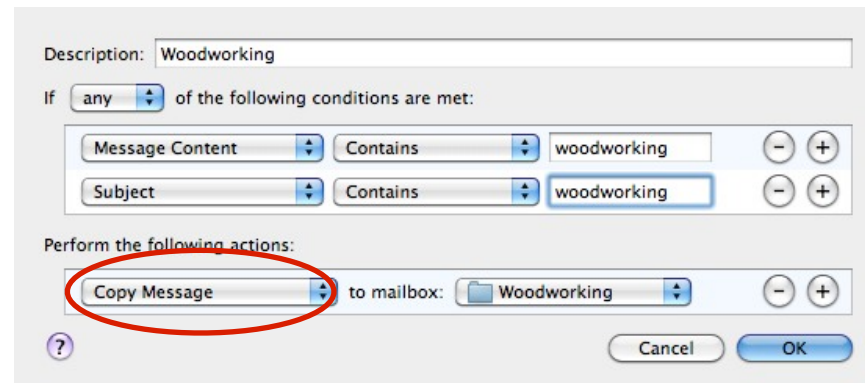 Description: Woodworking
If any of the following conditions are met:
Message Content Contains woodworking - +
Subject Contains woodworking - +
Perform the following actions:
Copy Message to mailbox: Woodworking - +
? Cancel OK